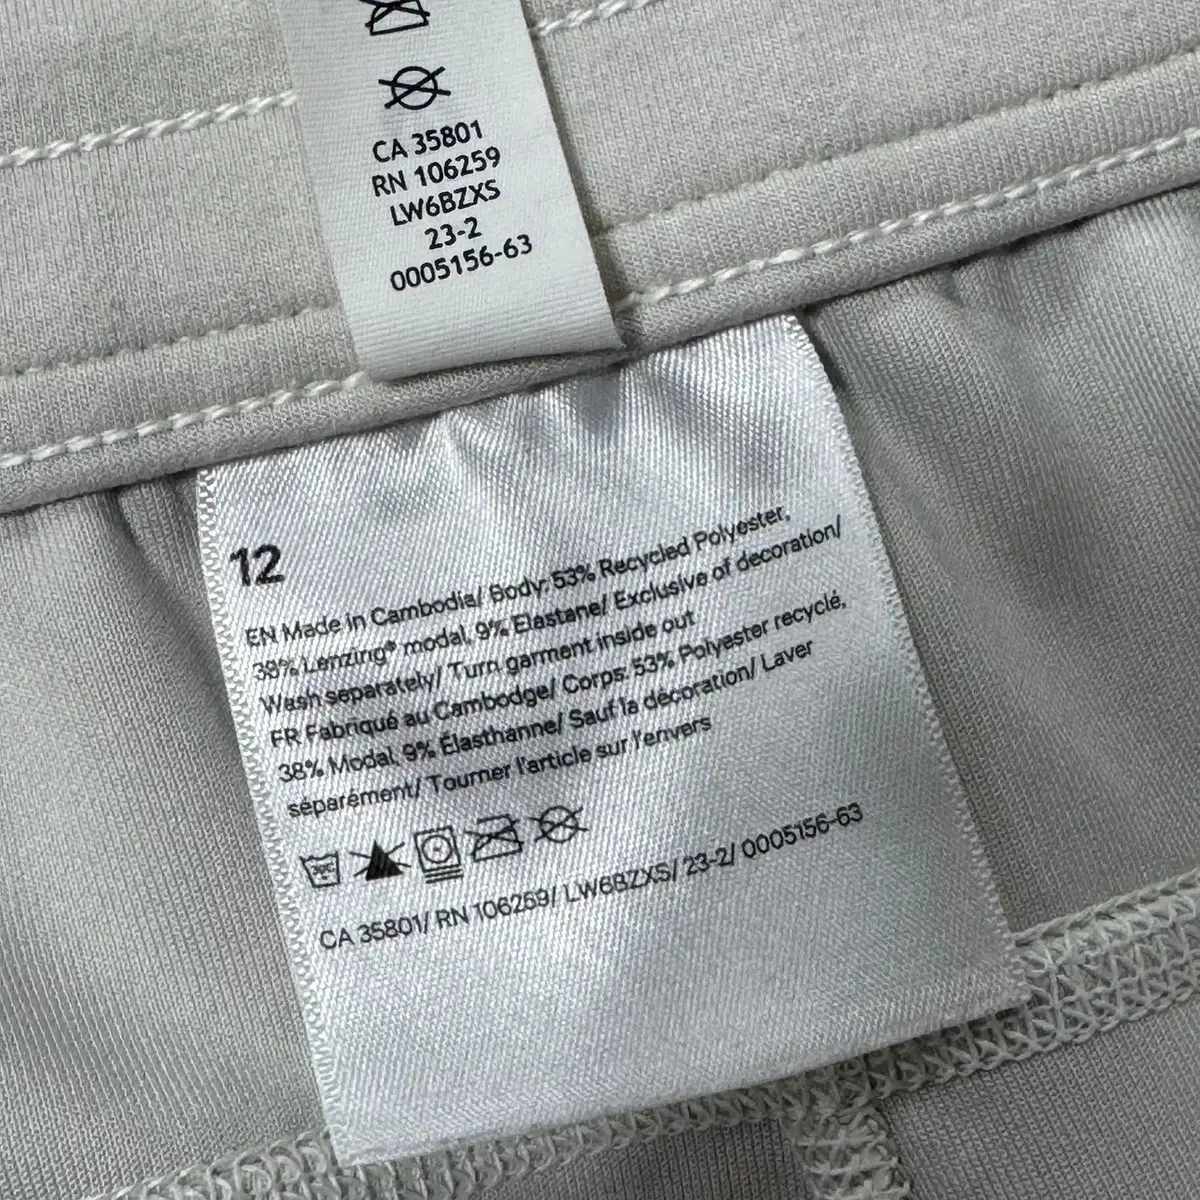 CA 35801
RN 106259
LW6BZXS
23-2
0005156-63
12
EN Made in Cambodia/ Body: 53% Recycled Polyester,
38% Lenzing® modal, 9% Elastane/ Exclusive of decoration/
Wash separately/ Turn garment inside out
FR Fabriqué au Cambodge/ Corps: 53% Polyester recyclé,
38% Modal, 9% Élasthanne/ Sauf la décoration/ Laver
séparément/ Tourner l'article sur l'envers
CA 35801/ RN 106259/ LW6BZXS/ 23-2/ 0005156-63